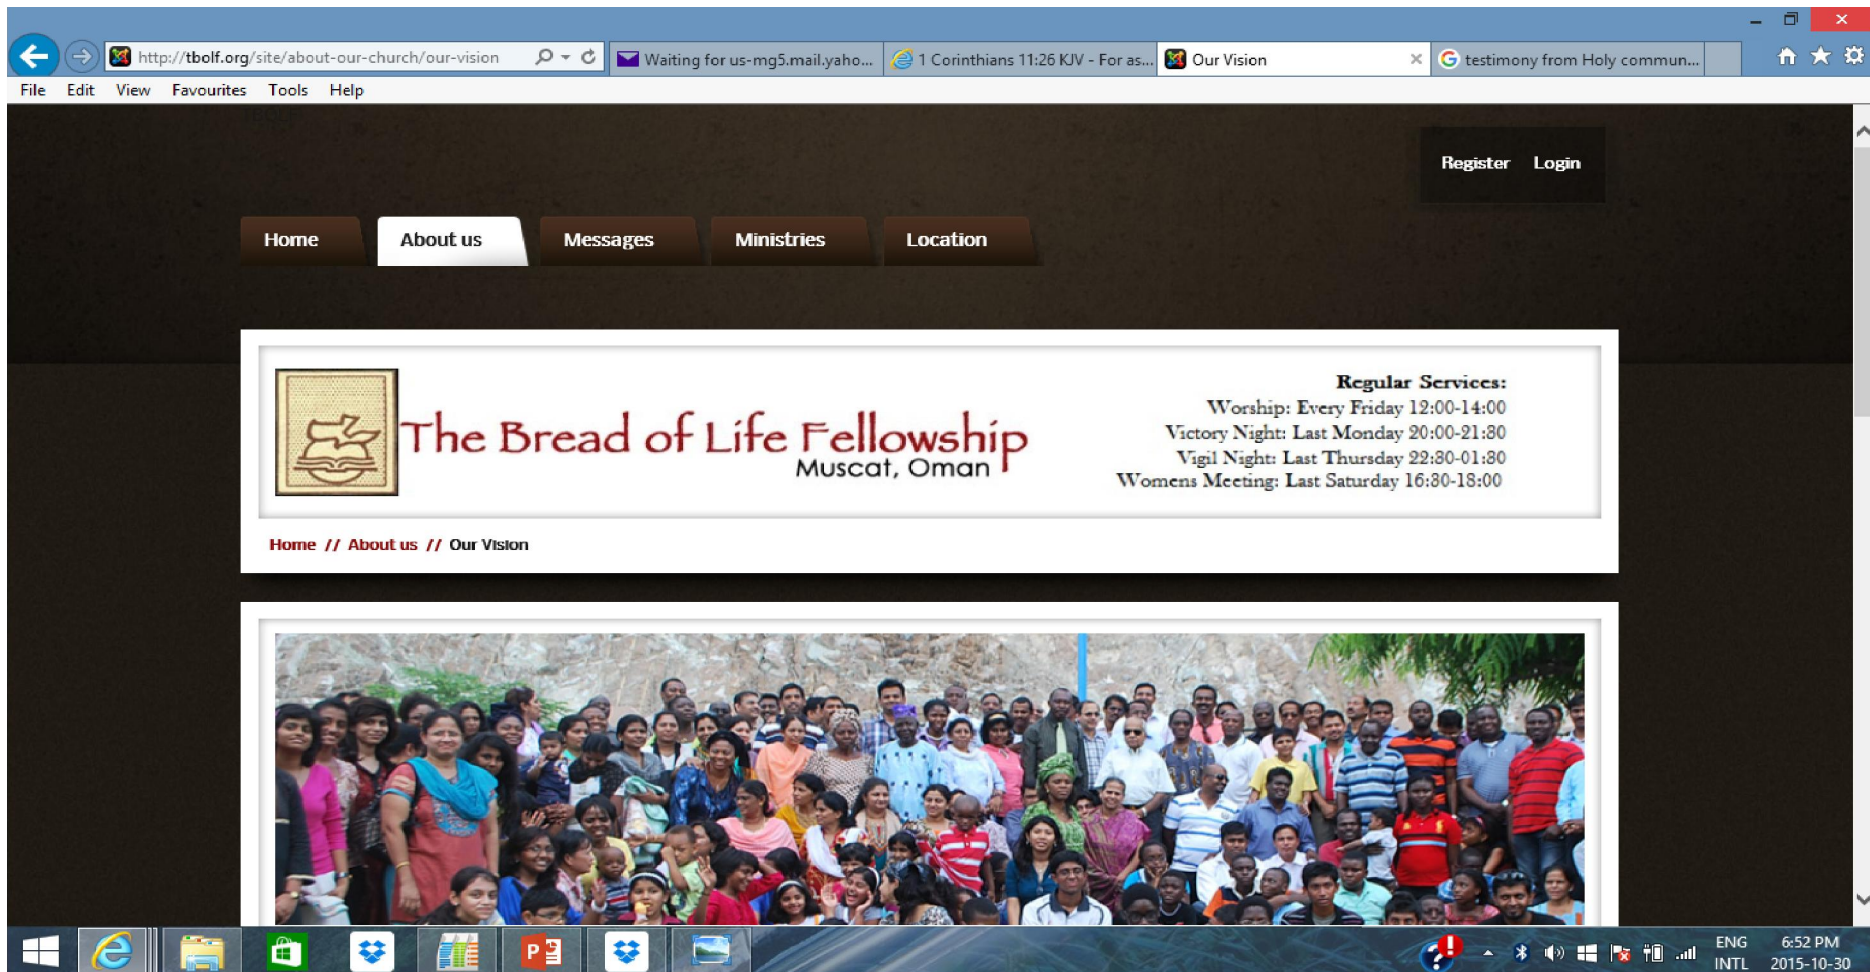 http://tbolf.org/site/about-our-church/our-vision
Waiting for us-mg5.mail.yaho...
1 Corinthians 11:26 KJV - For as...
Our Vision
testimony from Holy commun...
File Edit View Favourites Tools Help
TBOLF
Register Login
Home About us Messages Ministries Location
The Bread of Life Fellowship
Muscat, Oman
Regular Services:
Worship: Every Friday 12:00-14:00
Victory Night: Last Monday 20:00-21:30
Vigil Night: Last Thursday 22:30-01:30
Womens Meeting: Last Saturday 16:30-18:00
Home // About us // Our Vision
ENG 6:52 PM
INTL 2015-10-30